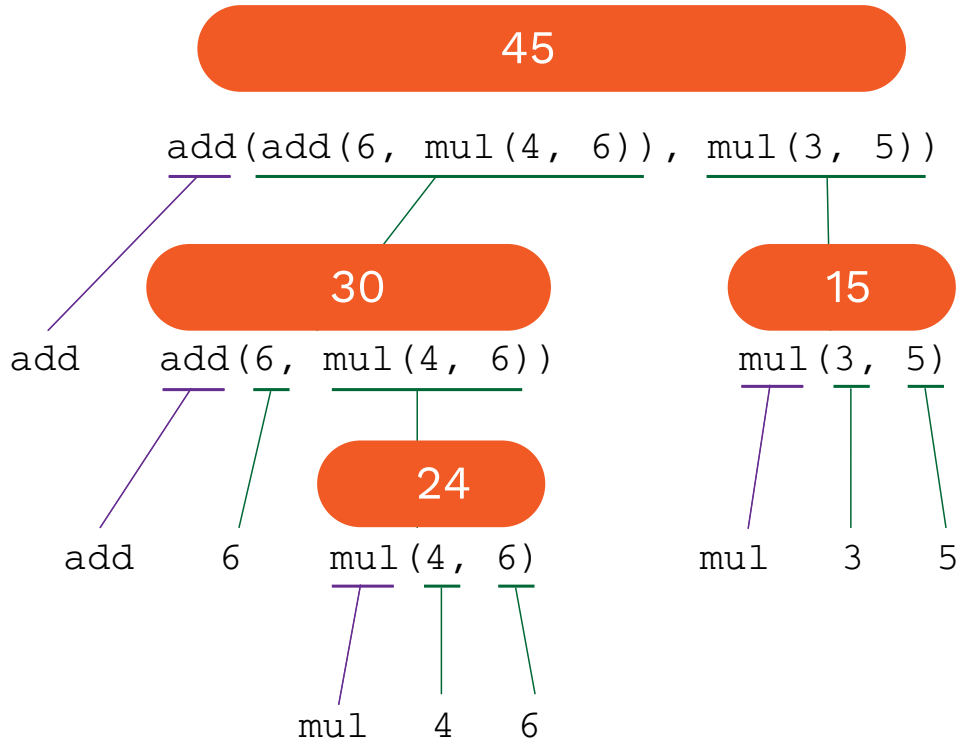 45
add(add(6, mul(4, 6)), mul(3, 5))
30 15
add add(6, mul(4, 6)) mul(3, 5)
24
add 6 mul(4, 6) mul 3 5
mul 4 6